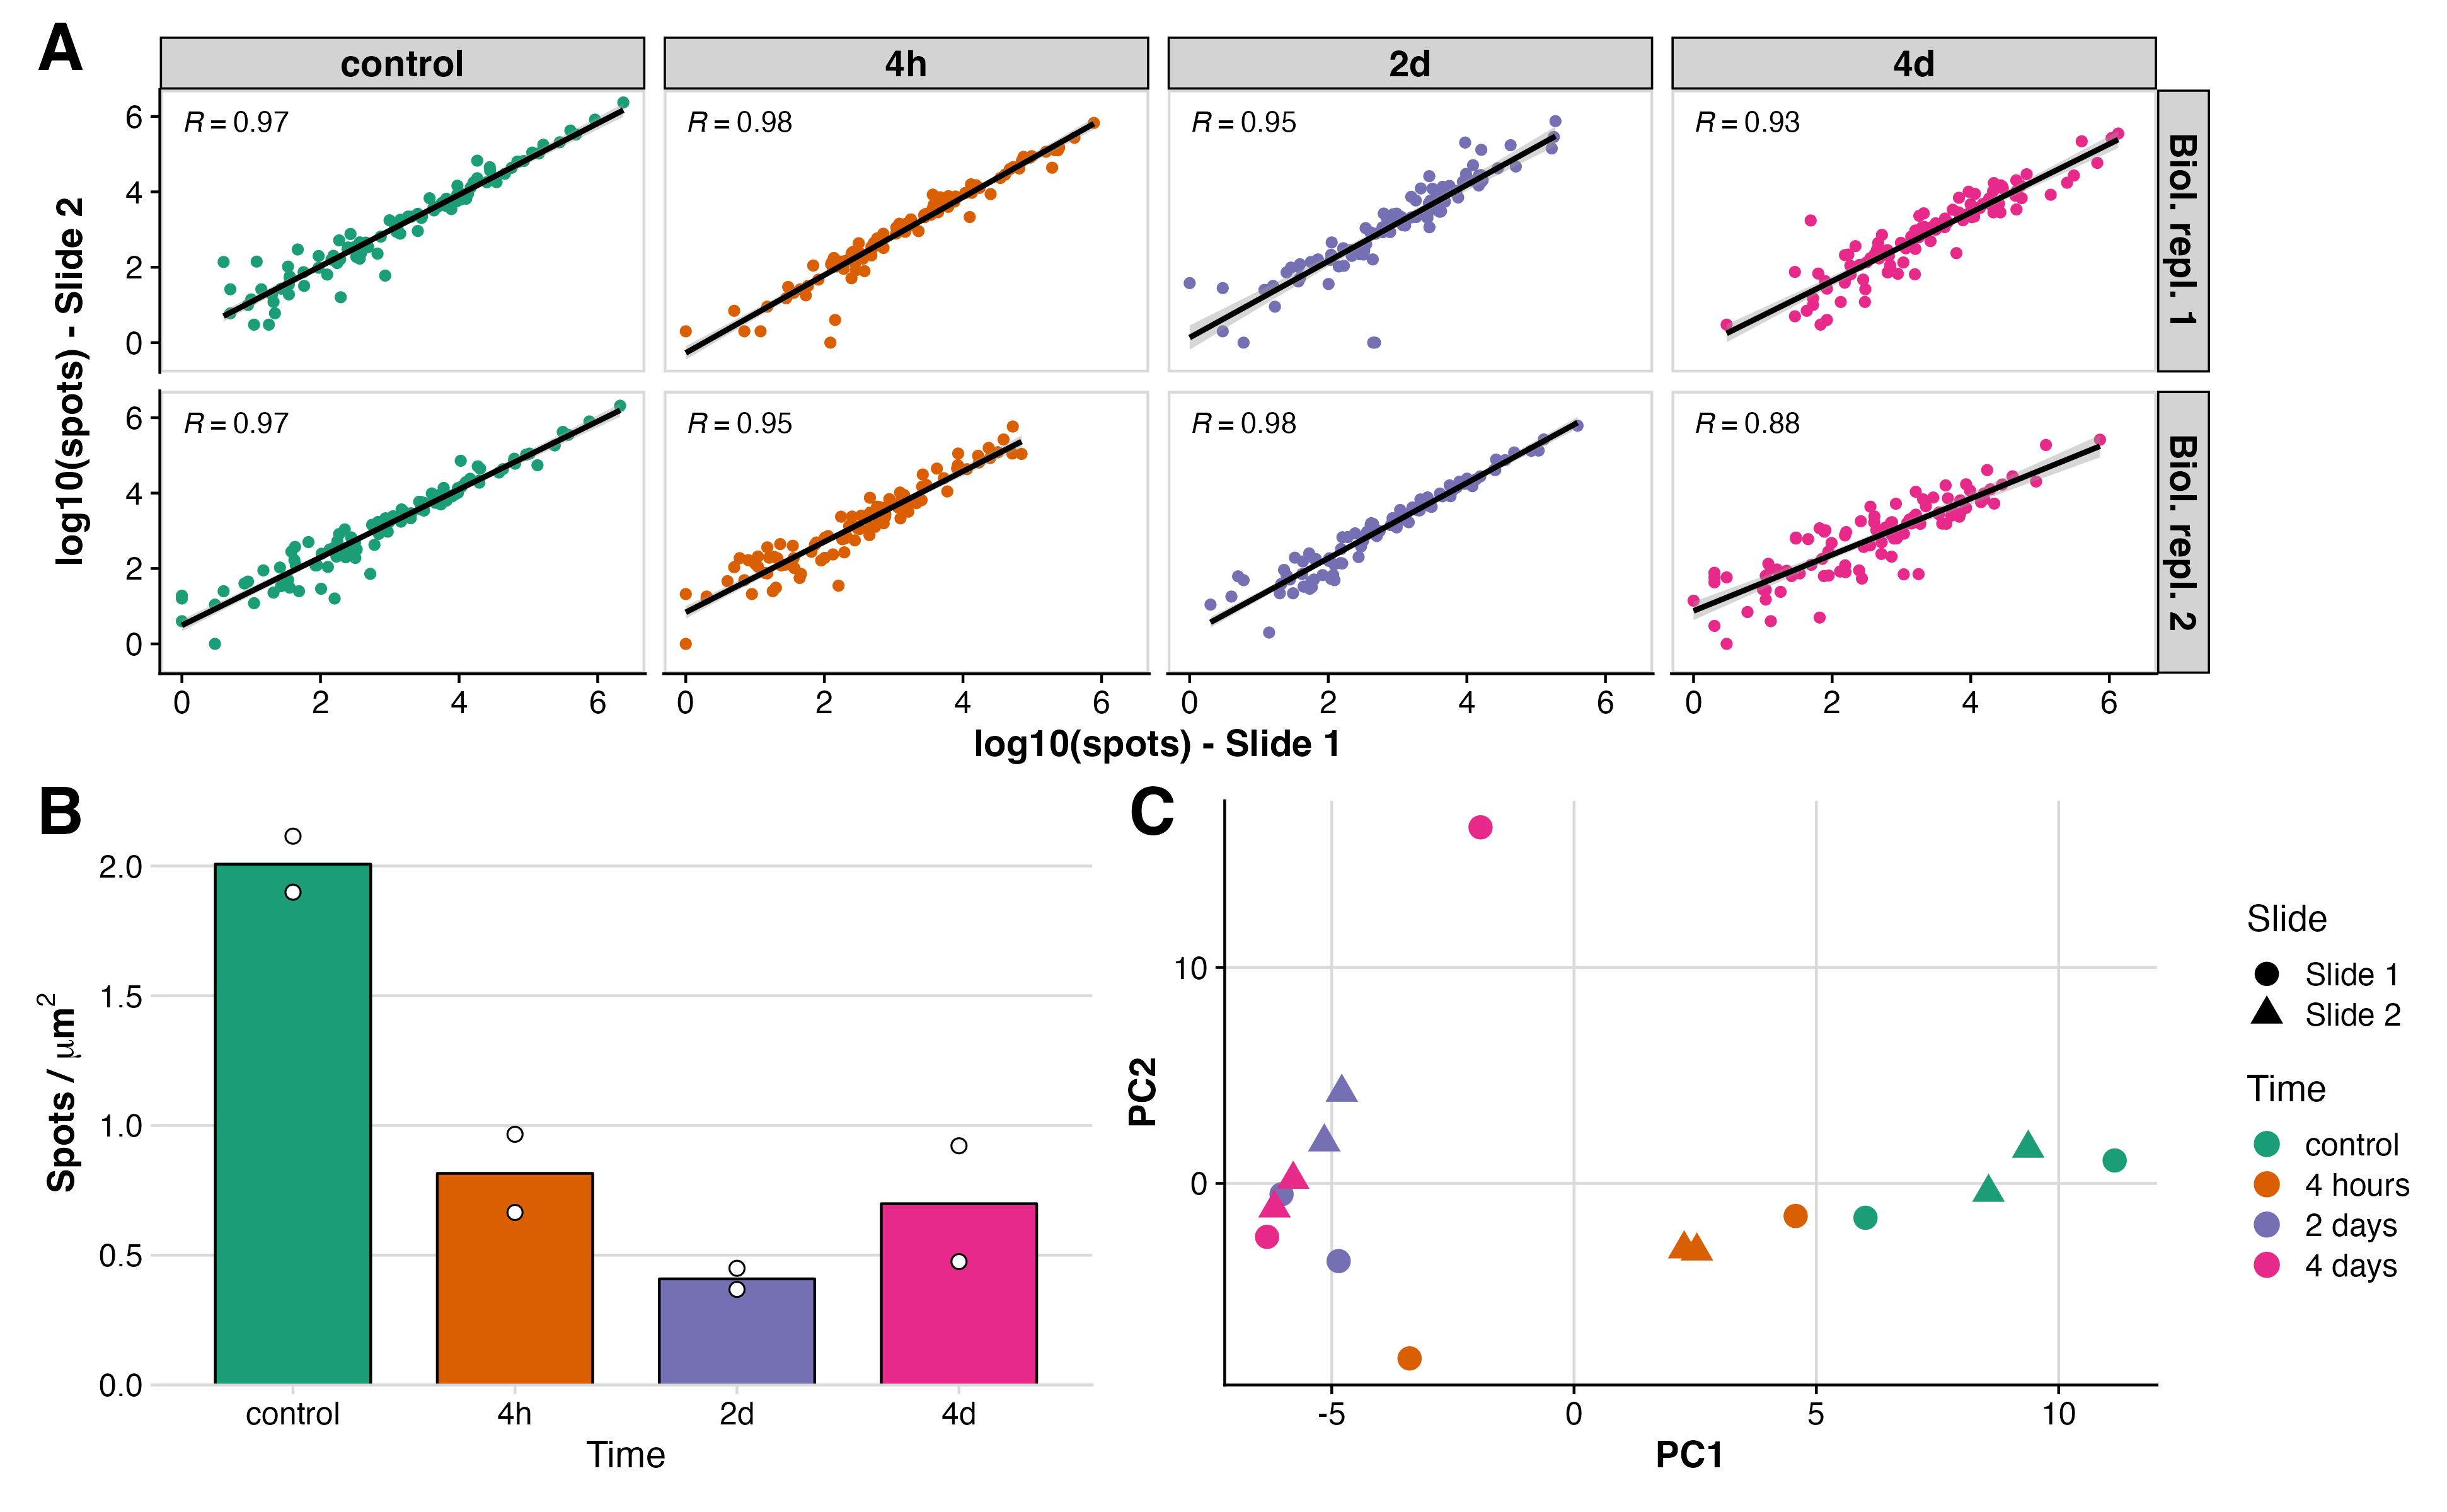 A
control 4h 2d 4d
log10(spots) - Slide 2
6 R = 0.97 R = 0.98 R = 0.95 R = 0.93
4
2
0
Biol. repl. 1
6 R = 0.97 R = 0.95 R = 0.98 R = 0.88
4
2
0
Biol. repl. 2
0 2 4 6 0 2 4 6 0 2 4 6 0 2 4 6
log10(spots) - Slide 1
B
Spots / μm²
2.0
1.5
1.0
0.5
0.0
control 4h 2d 4d
Time
C
PC2
10
0
-5 0 5 10
PC1
Slide
Slide 1
Slide 2
Time
control
4 hours
2 days
4 days